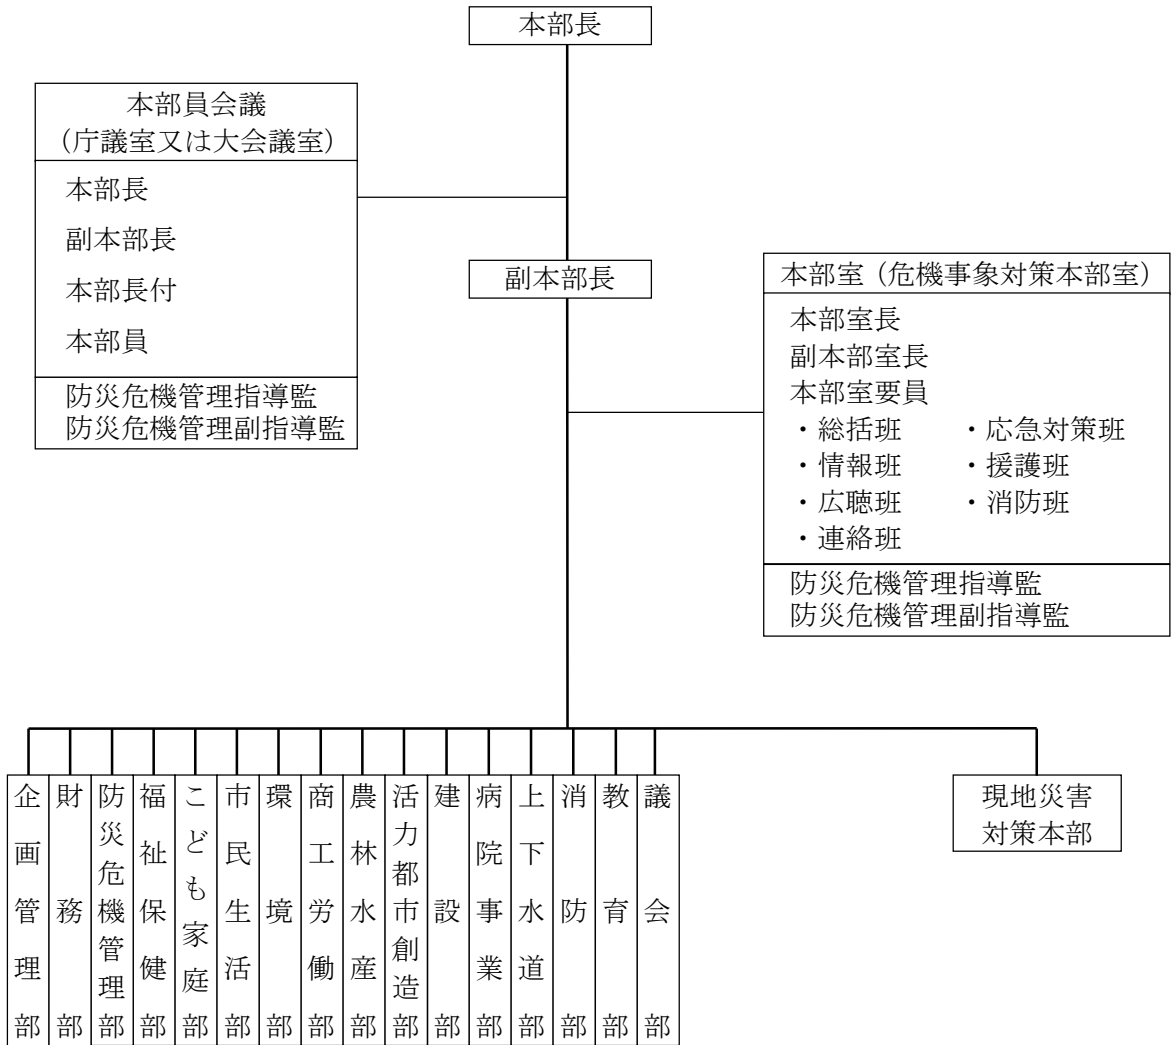 本部長
本部員会議
（庁議室又は大会議室）
本部長
副本部長
本部長付
本部員
防災危機管理指導監
防災危機管理副指導監
副本部長
本部室（危機事象対策本部室）
本部室長
副本部室長
本部室要員
・総括班 ・応急対策班
・情報班 ・援護班
・広聴班 ・消防班
・連絡班
防災危機管理指導監
防災危機管理副指導監
企画管理部
財務部
防災危機管理部
福祉保健部
こども家庭部
市民生活部
環境部
商工労働部
農林水産部
活力都市創造部
建設部
病院事業部
上下水道部
消防部
教育部
議会部
現地災害
対策本部